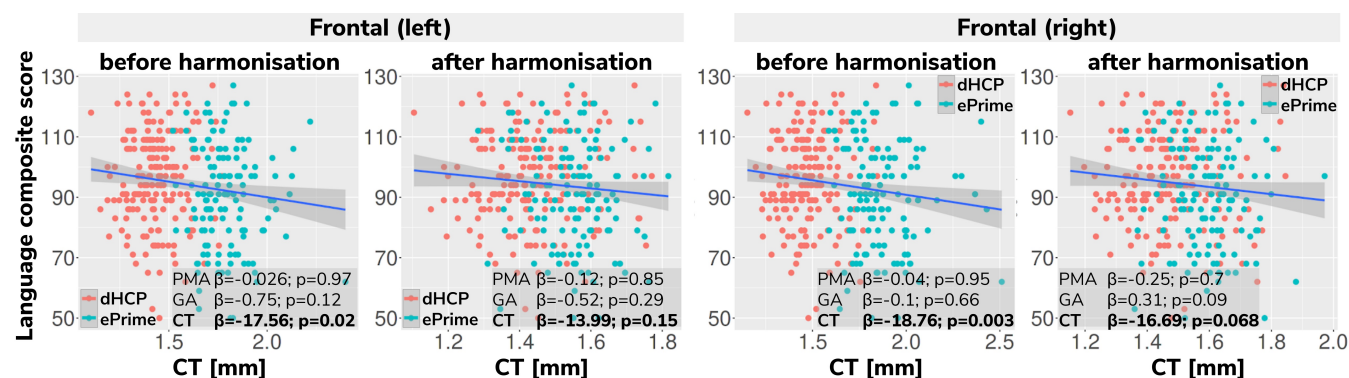 Frontal (left)
Frontal (right)
before harmonisation
after harmonisation
before harmonisation
after harmonisation
Language composite score
130
110
90
70
50
1.5
2.0
CT [mm]
PMA β=-0.026; p=0.97
GA β=-0.75; p=0.12
CT β=-17.56; p=0.02
dHCP
ePrime
130
110
90
70
50
1.2
1.4
1.6
1.8
CT [mm]
PMA β=-0.12; p=0.85
GA β=-0.52; p=0.29
CT β=-13.99; p=0.15
dHCP
ePrime
130
110
90
70
50
1.5
2.0
2.5
CT [mm]
dHCP
ePrime
PMA β=-0.04; p=0.95
GA β=-0.1; p=0.66
CT β=-18.76; p=0.003
130
110
90
70
50
1.2
1.4
1.6
1.8
2.0
CT [mm]
dHCP
ePrime
PMA β=-0.25; p=0.7
GA β=0.31; p=0.09
CT β=-16.69; p=0.068